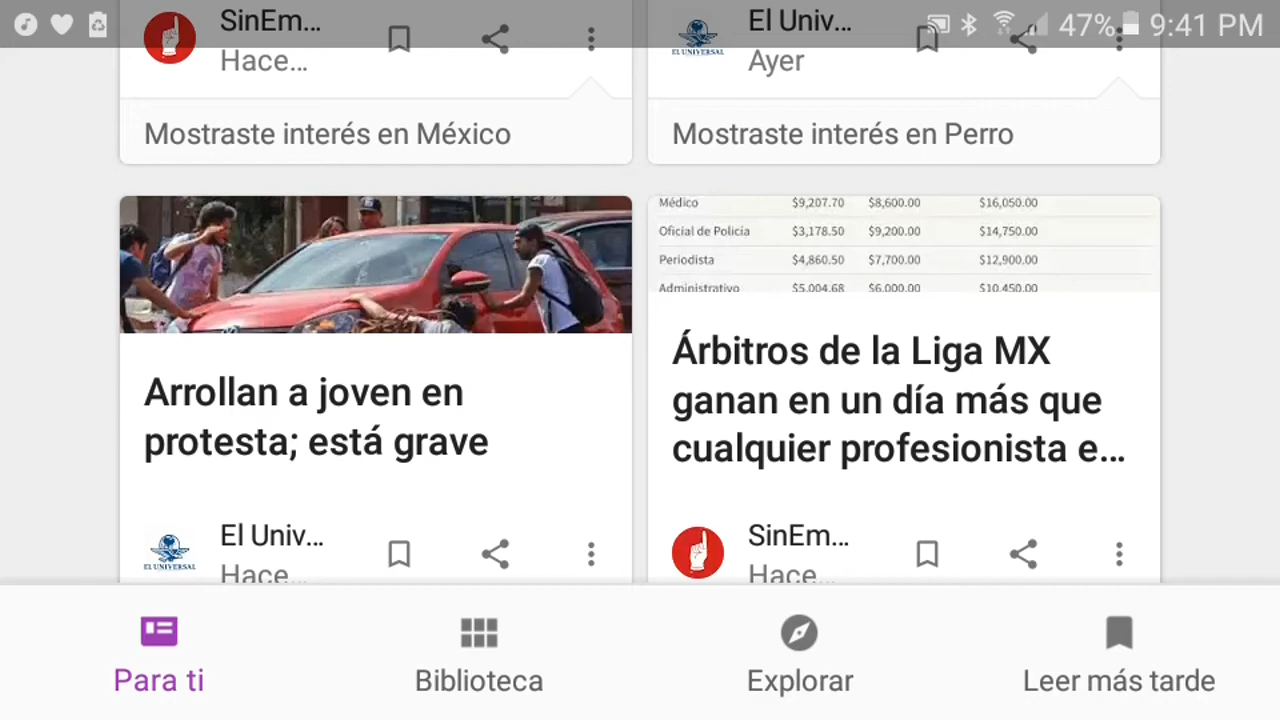 47% 9:41 PM
SinEm...
Hace...
Mostraste interés en México
El Univ...
EL UNIVERSAL
Ayer
Mostraste interés en Perro
Arrollan a joven en
protesta; está grave
El Univ...
EL UNIVERSAL
Hace...
Médico $9,207.70 $8,600.00 $16,050.00
Oficial de Policía $3,178.50 $9,200.00 $14,750.00
Periodista $4,860.50 $7,700.00 $12,900.00
Administrativo $5,004.68 $6,000.00 $10,450.00
Árbitros de la Liga MX
ganan en un día más que
cualquier profesionista e...
SinEm...
Hace...
Para ti
Biblioteca
Explorar
Leer más tarde